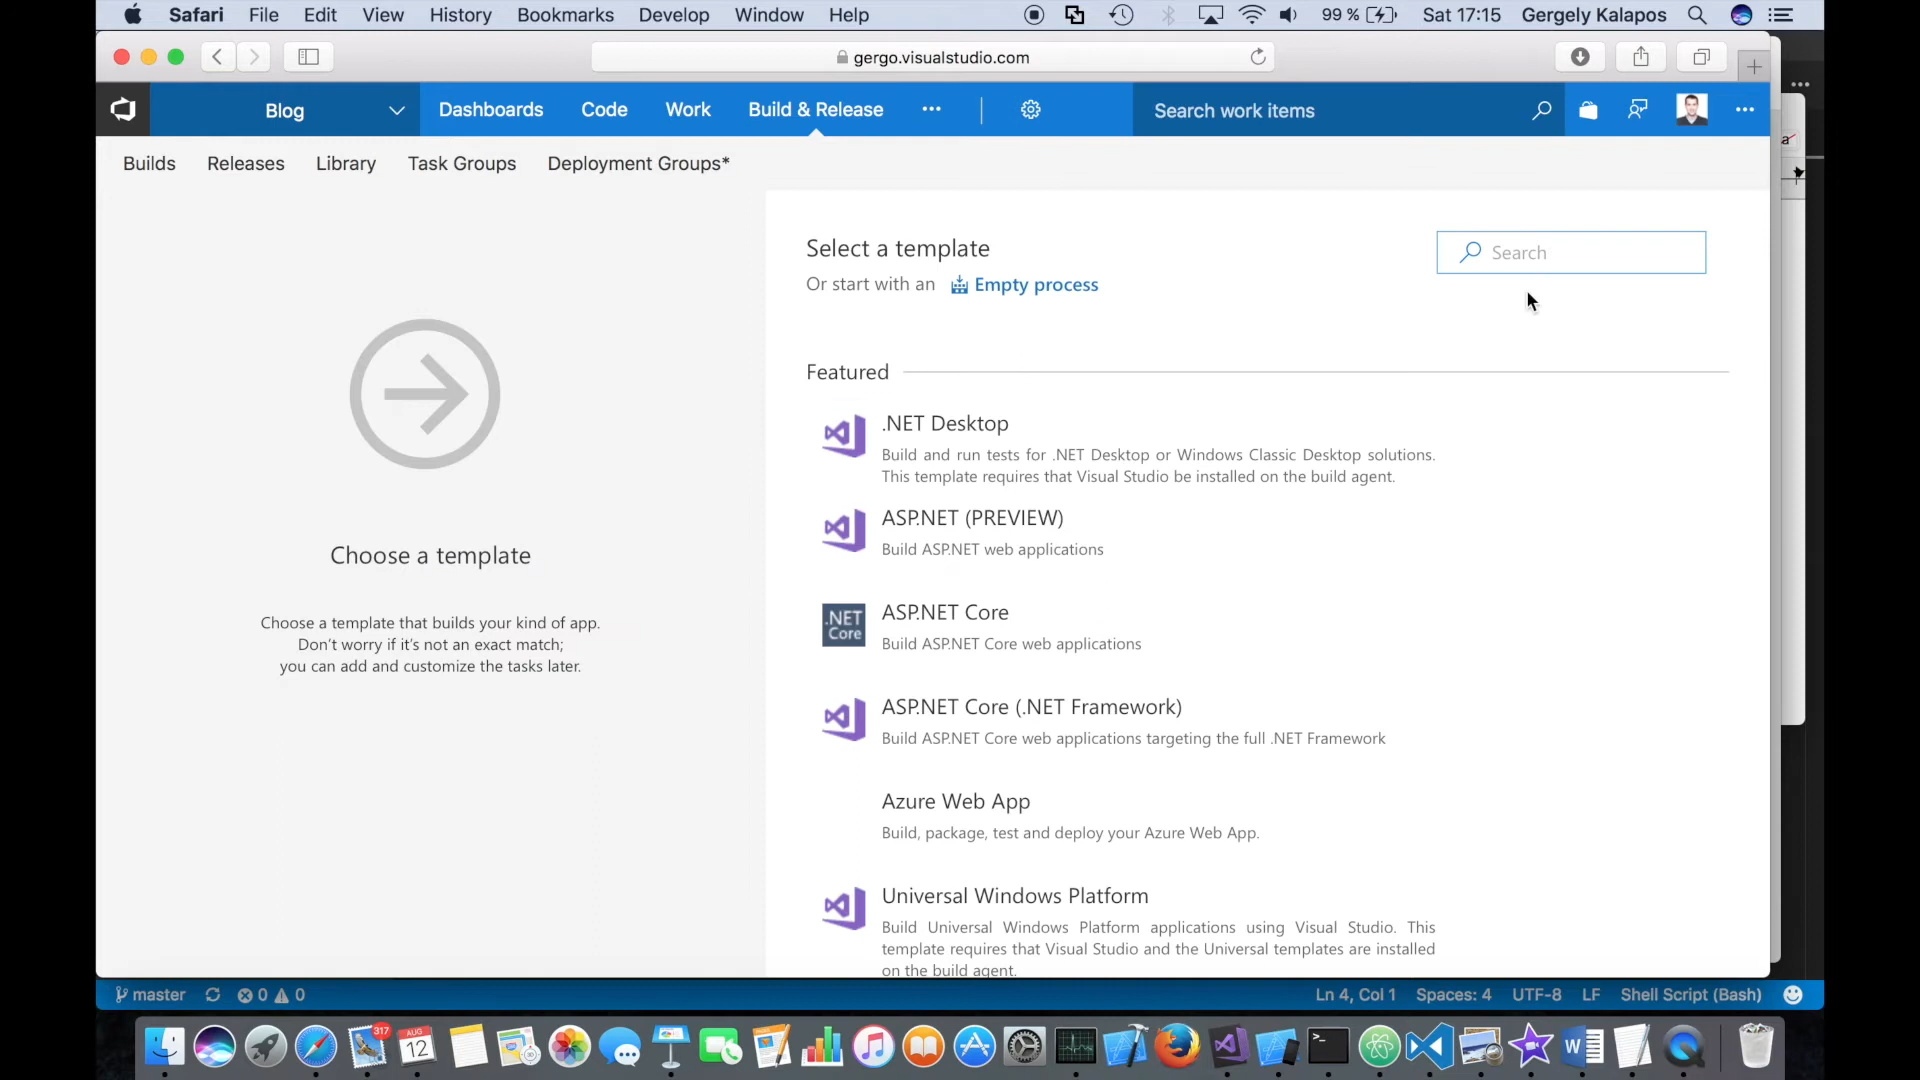 Safari File Edit View History Bookmarks Develop Window Help 99 % Sat 17:15 Gergely Kalapos
gergo.visualstudio.com
Blog Dashboards Code Work Build & Release Search work items
Builds Releases Library Task Groups Deployment Groups*
Select a template
Search
Or start with an Empty process
Featured
.NET Desktop
Build and run tests for .NET Desktop or Windows Classic Desktop solutions.
This template requires that Visual Studio be installed on the build agent.
ASP.NET (PREVIEW)
Build ASP.NET web applications
Choose a template
Choose a template that builds your kind of app.
Don't worry if it's not an exact match;
you can add and customize the tasks later.
.NET
Core
ASP.NET Core
Build ASP.NET Core web applications
ASP.NET Core (.NET Framework)
Build ASP.NET Core web applications targeting the full .NET Framework
Azure Web App
Build, package, test and deploy your Azure Web App.
Universal Windows Platform
Build Universal Windows Platform applications using Visual Studio. This
template requires that Visual Studio and the Universal templates are installed
on the build agent.
master 0 0 Ln 4, Col 1 Spaces: 4 UTF-8 LF Shell Script (Bash)
317
AUG
12
W